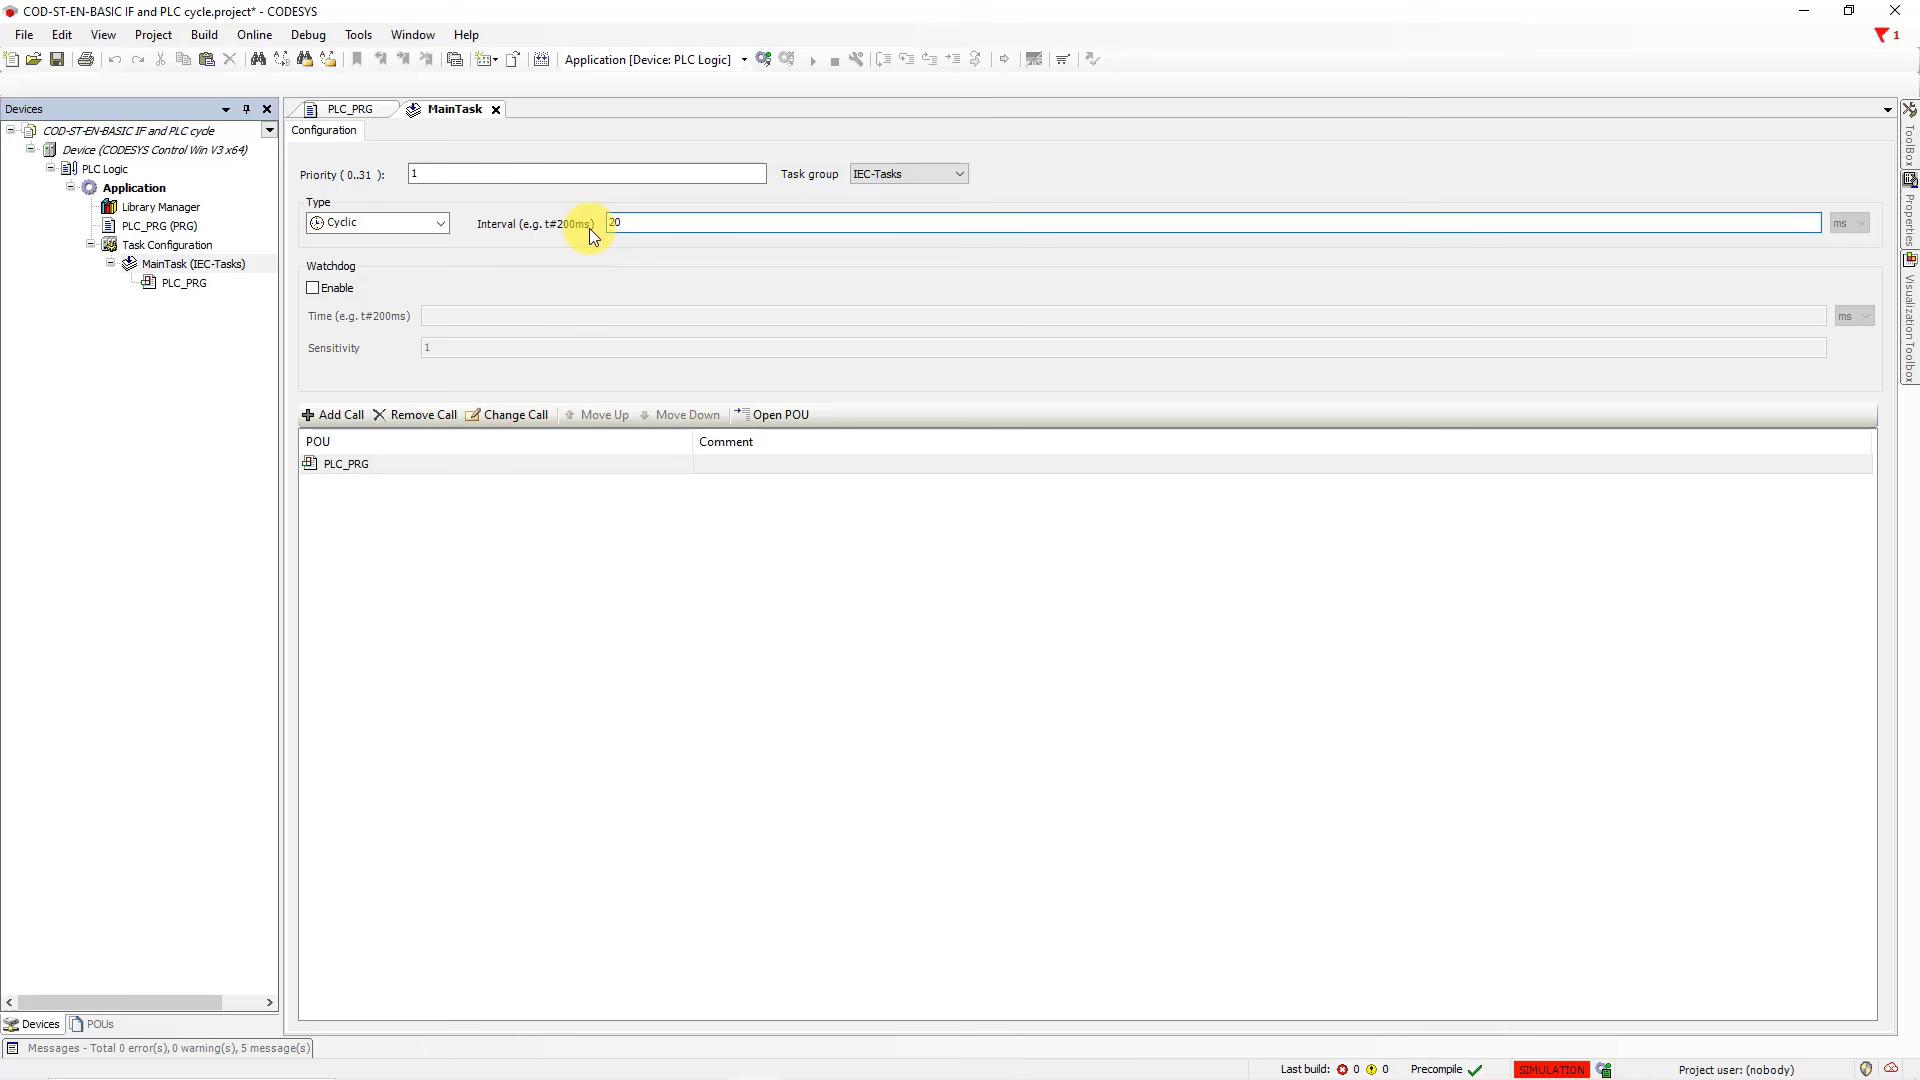 COD-ST-EN-BASIC IF and PLC cycle.project* - CODESYS
File Edit View Project Build Online Debug Tools Window Help
1
Application [Device: PLC Logic]
Devices
PLC_PRG MainTask
COD-ST-EN-BASIC IF and PLC cycle
Device (CODESYS Control Win V3 x64)
PLC Logic
Application
Library Manager
PLC_PRG (PRG)
Task Configuration
MainTask (IEC-Tasks)
PLC_PRG
Configuration
Priority ( 0..31 ): 1 Task group IEC-Tasks
Type
Cyclic Interval (e.g. t#200ms) 20 ms
Watchdog
Enable
Time (e.g. t#200ms) ms
Sensitivity 1
Add Call Remove Call Change Call Move Up Move Down Open POU
POU Comment
PLC_PRG
ToolBox
Properties
Visualization Toolbox
Devices POUs
Messages - Total 0 error(s), 0 warning(s), 5 message(s)
Last build: 0 0 Precompile SIMULATION Project user: (nobody)